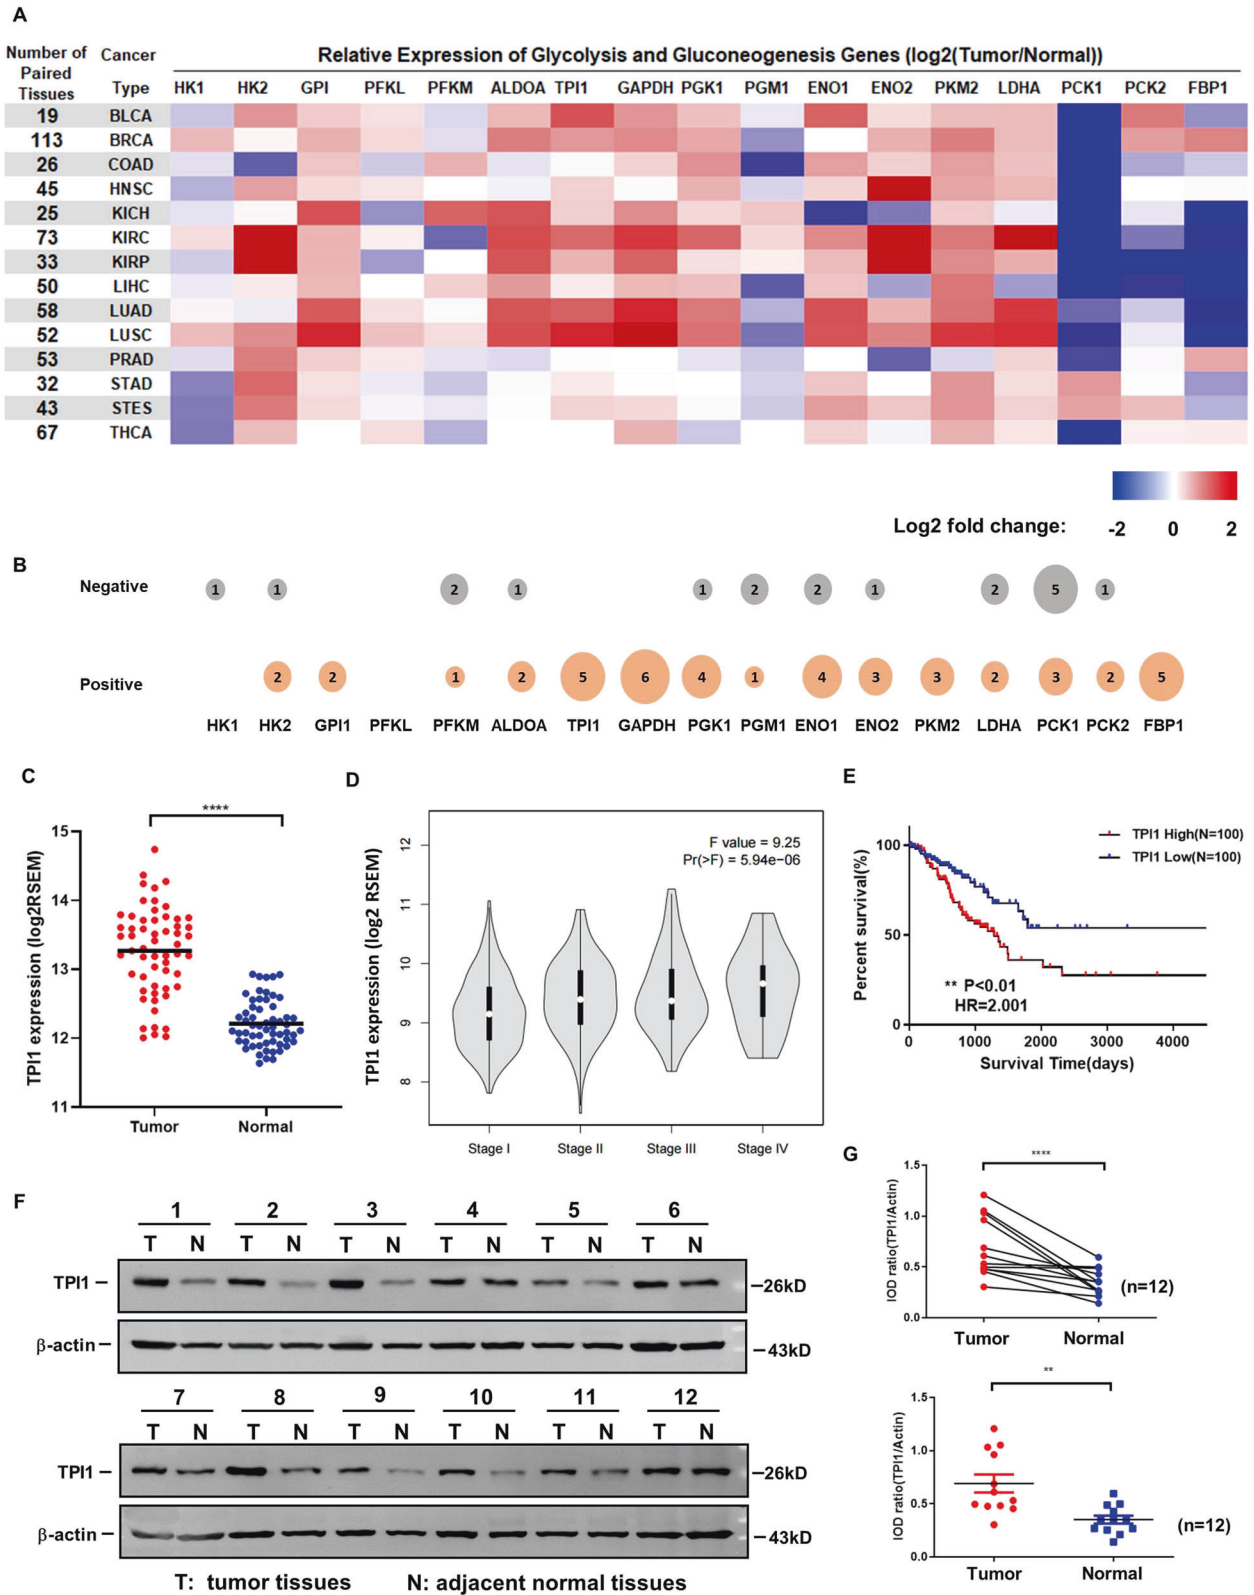 A
Number of Paired Tissues
Cancer Type
Relative Expression of Glycolysis and Gluconeogenesis Genes (log2(Tumor/Normal))
HK1 HK2 GPI PFKL PFKM ALDOA TPI1 GAPDH PGK1 PGM1 ENO1 ENO2 PKM2 LDHA PCK1 PCK2 FBP1
19 BLCA
113 BRCA
26 COAD
45 HNSC
25 KICH
73 KIRC
33 KIRP
50 LIHC
58 LUAD
52 LUSC
53 PRAD
32 STAD
43 STES
67 THCA
Log2 fold change: -2 0 2
B
Negative 1 1 2 1 1 2 2 1 2 5 1
Positive 2 2 1 2 5 6 4 1 4 3 3 2 3 2 5
HK1 HK2 GPI1 PFKL PFKM ALDOA TPI1 GAPDH PGK1 PGM1 ENO1 ENO2 PKM2 LDHA PCK1 PCK2 FBP1
C
****
TPI1 expression (log2RSEM)
15
14
13
12
11
Tumor Normal
D
TPI1 expression (log2 RSEM)
F value = 9.25
Pr(>F) = 5.94e−06
12
11
10
9
8
Stage I Stage II Stage III Stage IV
E
Percent survival(%)
TPI1 High(N=100)
TPI1 Low(N=100)
100
50
0
** P<0.01
HR=2.001
0 1000 2000 3000 4000
Survival Time(days)
F
1 2 3 4 5 6
T N T N T N T N T N T N
TPI1 26kD
β-actin 43kD
7 8 9 10 11 12
T N T N T N T N T N T N
TPI1 26kD
β-actin 43kD
T: tumor tissues N: adjacent normal tissues
G
****
IOD ratio(TPI1/Actin)
1.5
1.0
0.5
0.0
(n=12)
Tumor Normal
**
IOD ratio(TPI1/Actin)
1.5
1.0
0.5
0.0
(n=12)
Tumor Normal